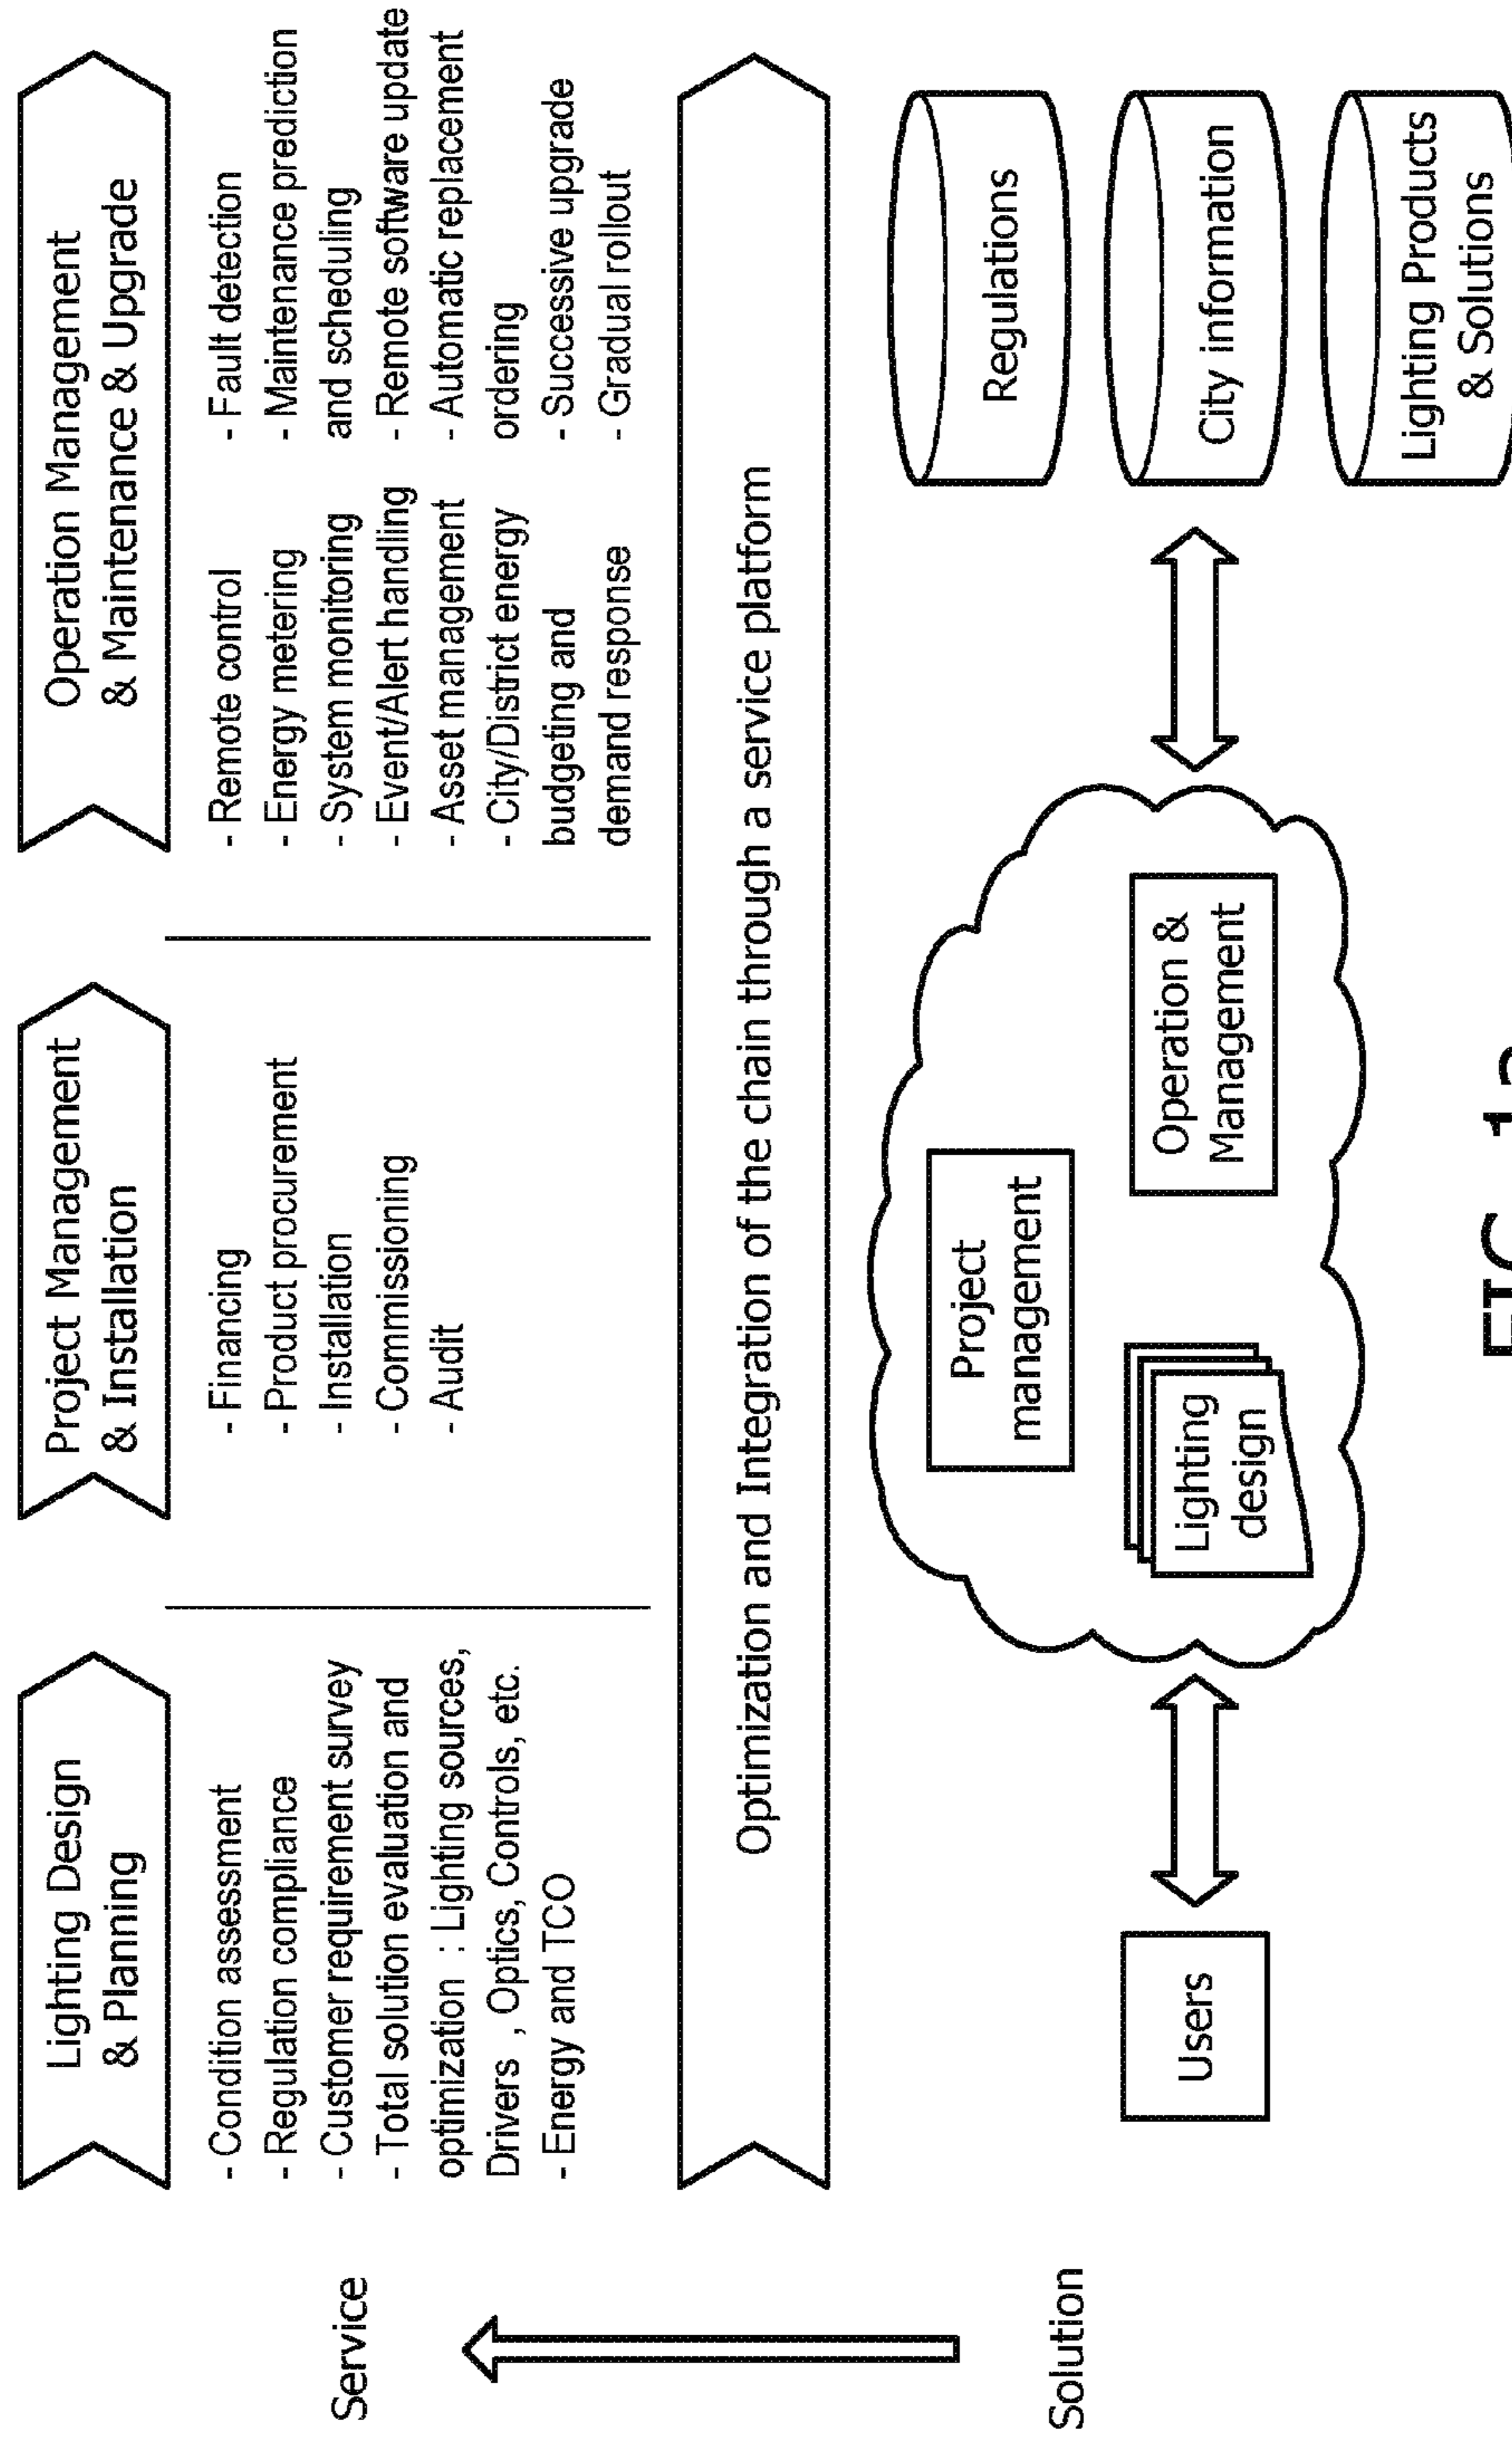 Lighting Design
& Planning
- Condition assessment
- Regulation compliance
- Customer requirement survey
- Total solution evaluation and
optimization : Lighting sources,
Drivers , Optics, Controls, etc.
- Energy and TCO
Project Management
& Installation
- Financing
- Product procurement
- Installation
- Commissioning
- Audit
Operation Management
& Maintenance & Upgrade
- Remote control
- Energy metering
- System monitoring
- Event/Alert handling
- Asset management
- City/District energy
budgeting and
demand response
- Fault detection
- Maintenance prediction
and scheduling
- Remote software update
- Automatic replacement
ordering
- Successive upgrade
- Gradual rollout
Service
Optimization and Integration of the chain through a service platform
Solution
Users
Project
management
Lighting
design
Operation &
Management
Regulations
City information
Lighting Products
& Solutions
FIG.